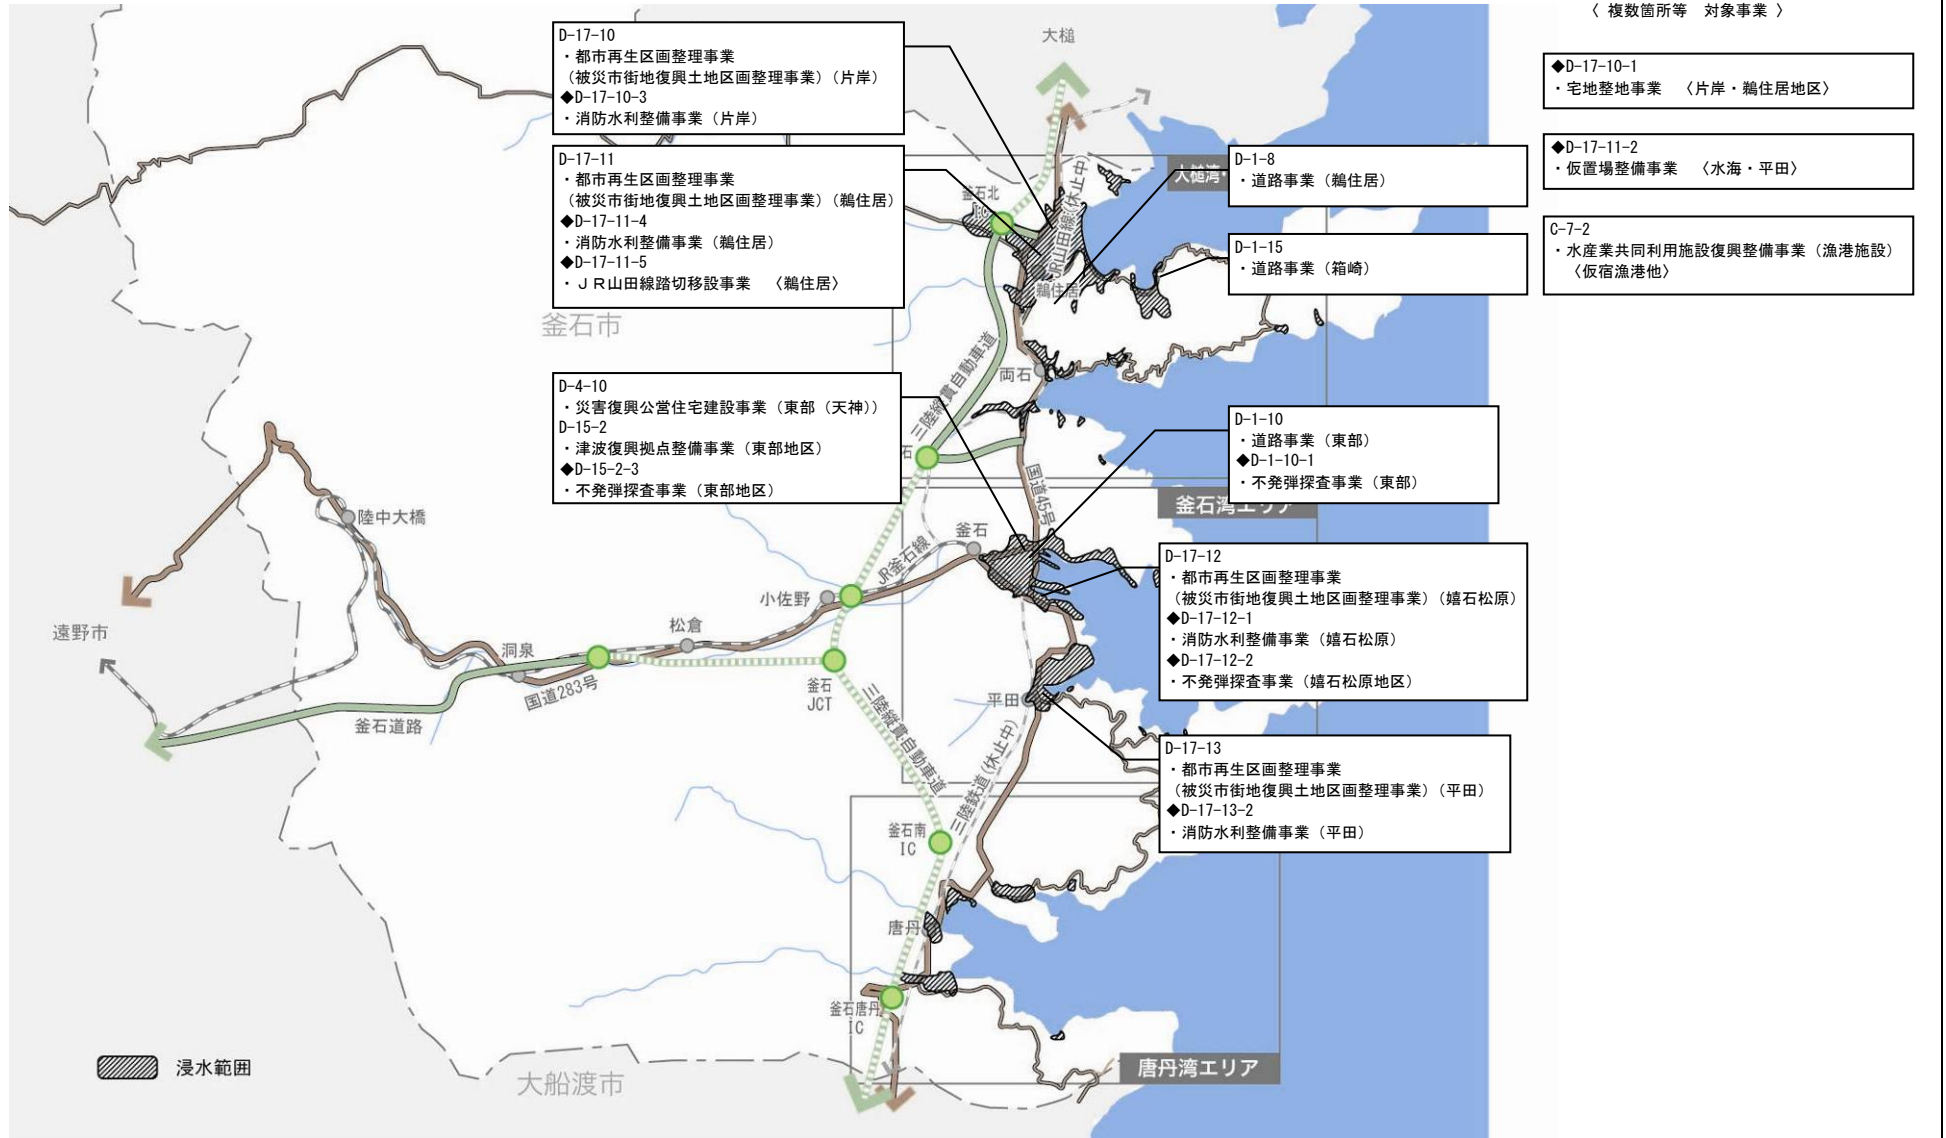 〈 複数箇所等　対象事業 〉
◆D-17-10-1
・宅地整地事業　〈片岸・鵜住居地区〉
◆D-17-11-2
・仮置場整備事業　〈水海・平田〉
C-7-2
・水産業共同利用施設復興整備事業（漁港施設）
〈仮宿漁港他〉
D-17-10
・都市再生区画整理事業
（被災市街地復興土地区画整理事業）（片岸）
◆D-17-10-3
・消防水利整備事業（片岸）
D-17-11
・都市再生区画整理事業
（被災市街地復興土地区画整理事業）（鵜住居）
◆D-17-11-4
・消防水利整備事業（鵜住居）
◆D-17-11-5
・ＪＲ山田線踏切移設事業　〈鵜住居〉
D-4-10
・災害復興公営住宅建設事業（東部（天神））
D-15-2
・津波復興拠点整備事業（東部地区）
◆D-15-2-3
・不発弾探査事業（東部地区）
D-1-8
・道路事業（鵜住居）
D-1-15
・道路事業（箱崎）
D-1-10
・道路事業（東部）
◆D-1-10-1
・不発弾探査事業（東部）
D-17-12
・都市再生区画整理事業
（被災市街地復興土地区画整理事業）（嬉石松原）
◆D-17-12-1
・消防水利整備事業（嬉石松原）
◆D-17-12-2
・不発弾探査事業（嬉石松原地区）
D-17-13
・都市再生区画整理事業
（被災市街地復興土地区画整理事業）（平田）
◆D-17-13-2
・消防水利整備事業（平田）
大槌
大槌湾・
釜石北
IC
JR山田線(休止中)
鵜住居
釜石市
三陸縦貫自動車道
両石
石
国道45号
釜石湾エリア
釜石
JR釜石線
陸中大橋
小佐野
松倉
洞泉
遠野市
国道283号
釜石道路
釜石
JCT
三陸縦貫自動車道
平田
三陸鉄道(休止中)
釜石南
IC
唐丹
釜石唐丹
IC
唐丹湾エリア
大船渡市
浸水範囲